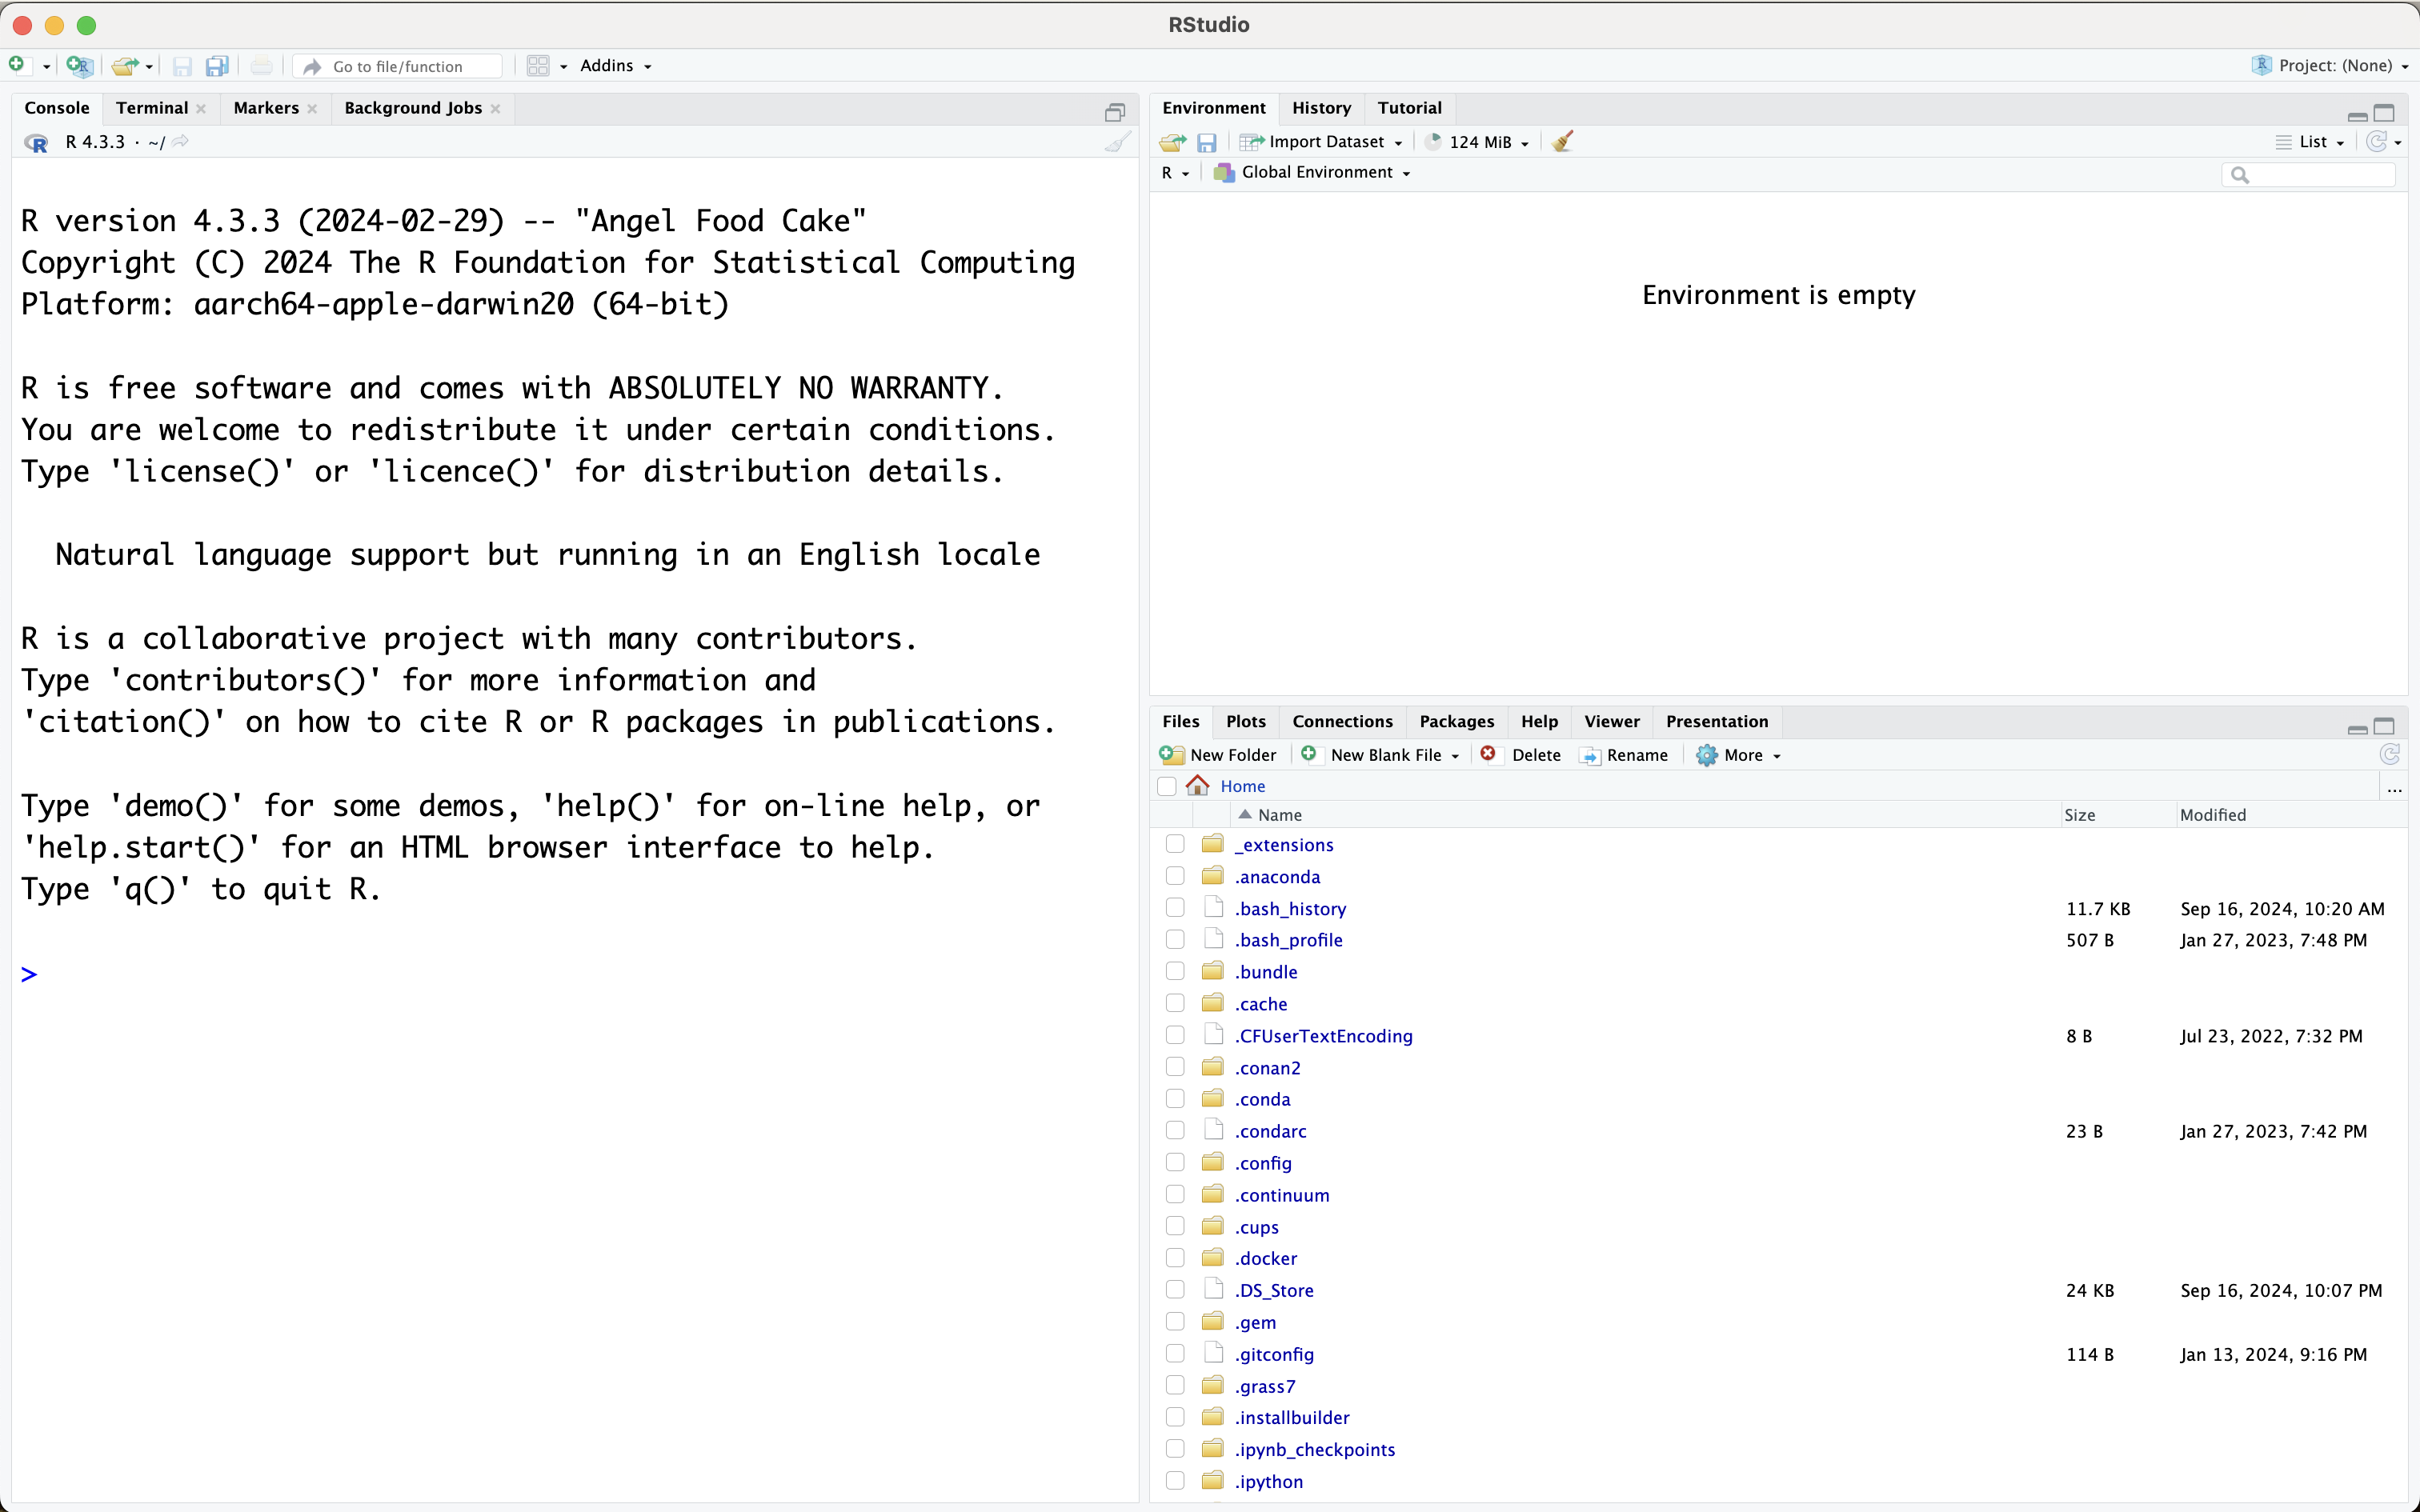 RStudio
Go to file/function
Addins
Project: (None)
Console
Terminal
Markers
Background Jobs
R 4.3.3 · ~/
R version 4.3.3 (2024-02-29) -- "Angel Food Cake"
Copyright (C) 2024 The R Foundation for Statistical Computing
Platform: aarch64-apple-darwin20 (64-bit)
R is free software and comes with ABSOLUTELY NO WARRANTY.
You are welcome to redistribute it under certain conditions.
Type 'license()' or 'licence()' for distribution details.
Natural language support but running in an English locale
R is a collaborative project with many contributors.
Type 'contributors()' for more information and
'citation()' on how to cite R or R packages in publications.
Type 'demo()' for some demos, 'help()' for on-line help, or
'help.start()' for an HTML browser interface to help.
Type 'q()' to quit R.
>
Environment
History
Tutorial
Import Dataset
124 MiB
List
R
Global Environment
Environment is empty
Files
Plots
Connections
Packages
Help
Viewer
Presentation
New Folder
New Blank File
Delete
Rename
More
Home
...
Name Size Modified
_extensions
.anaconda
.bash_history 11.7 KB Sep 16, 2024, 10:20 AM
.bash_profile 507 B Jan 27, 2023, 7:48 PM
.bundle
.cache
.CFUserTextEncoding 8 B Jul 23, 2022, 7:32 PM
.conan2
.conda
.condarc 23 B Jan 27, 2023, 7:42 PM
.config
.continuum
.cups
.docker
.DS_Store 24 KB Sep 16, 2024, 10:07 PM
.gem
.gitconfig 114 B Jan 13, 2024, 9:16 PM
.grass7
.installbuilder
.ipynb_checkpoints
.ipython